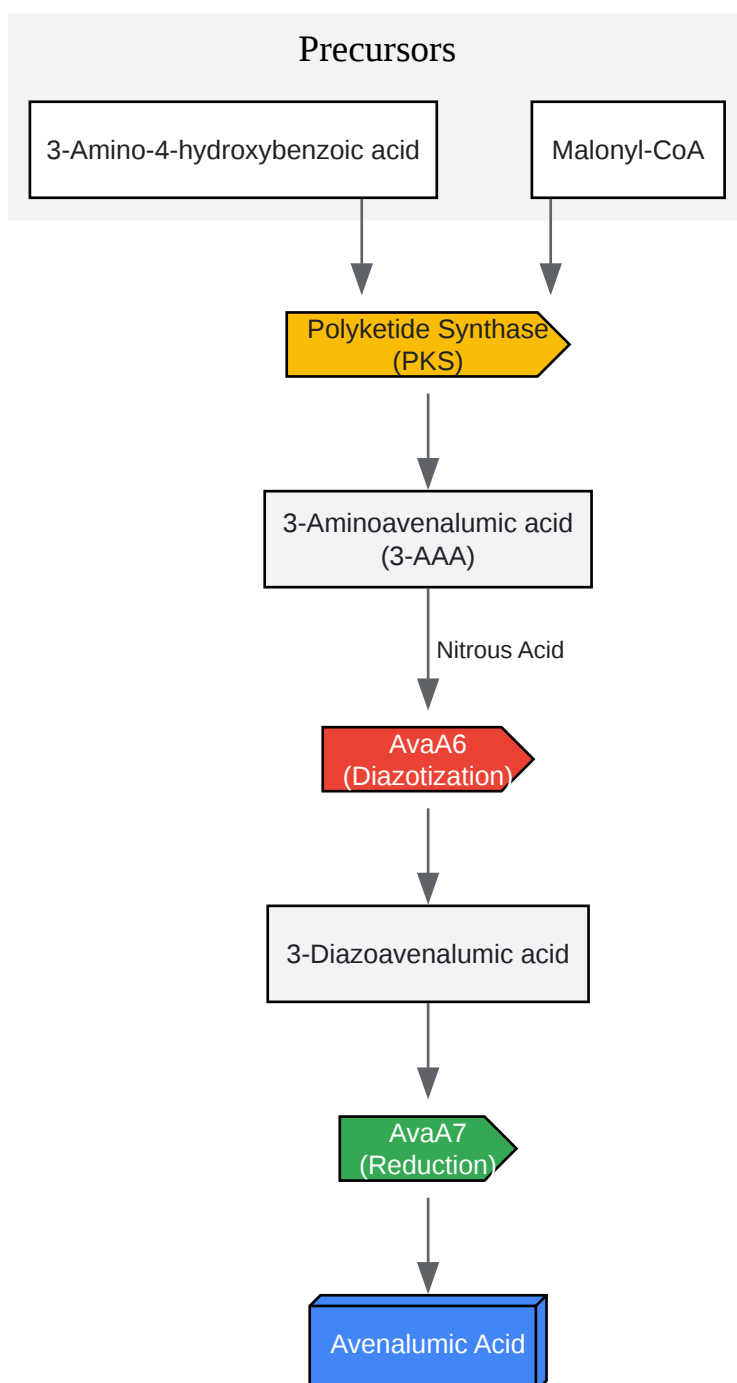 Precursors
3-Amino-4-hydroxybenzoic acid
Malonyl-CoA
Polyketide Synthase
(PKS)
3-Aminoavenalumic acid
(3-AAA)
Nitrous Acid
AvaA6
(Diazotization)
3-Diazoavenalumic acid
AvaA7
(Reduction)
Avenalumic Acid